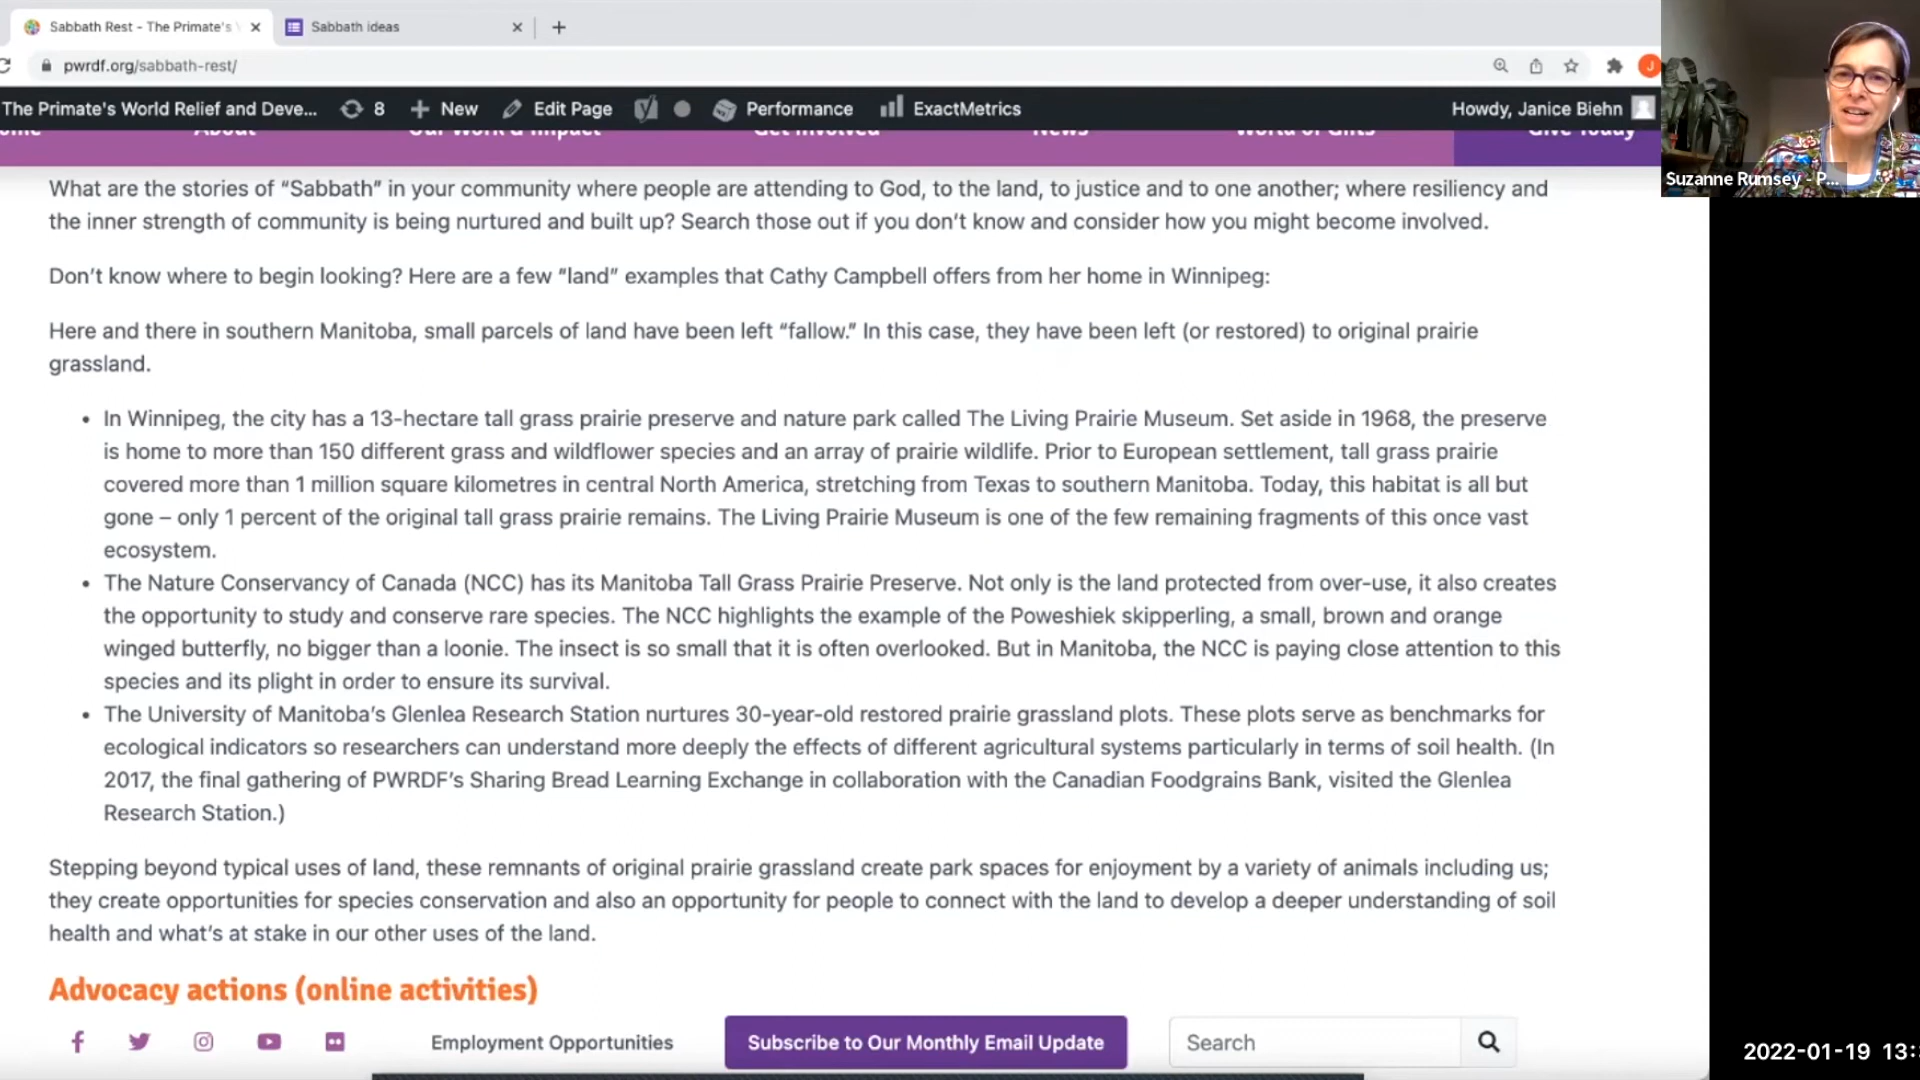 Sabbath Rest - The Primate's
Sabbath ideas
pwrdf.org/sabbath-rest/
J
The Primate's World Relief and Deve... 8 New Edit Page Performance ExactMetrics Howdy, Janice Biehn
About Our Work & Impact Get Involved News World of Gifts Give Today
Suzanne Rumsey - P...
What are the stories of “Sabbath” in your community where people are attending to God, to the land, to justice and to one another; where resiliency and
the inner strength of community is being nurtured and built up? Search those out if you don’t know and consider how you might become involved.
Don’t know where to begin looking? Here are a few “land” examples that Cathy Campbell offers from her home in Winnipeg:
Here and there in southern Manitoba, small parcels of land have been left “fallow.” In this case, they have been left (or restored) to original prairie
grassland.
• In Winnipeg, the city has a 13-hectare tall grass prairie preserve and nature park called The Living Prairie Museum. Set aside in 1968, the preserve
is home to more than 150 different grass and wildflower species and an array of prairie wildlife. Prior to European settlement, tall grass prairie
covered more than 1 million square kilometres in central North America, stretching from Texas to southern Manitoba. Today, this habitat is all but
gone – only 1 percent of the original tall grass prairie remains. The Living Prairie Museum is one of the few remaining fragments of this once vast
ecosystem.
• The Nature Conservancy of Canada (NCC) has its Manitoba Tall Grass Prairie Preserve. Not only is the land protected from over-use, it also creates
the opportunity to study and conserve rare species. The NCC highlights the example of the Poweshiek skipperling, a small, brown and orange
winged butterfly, no bigger than a loonie. The insect is so small that it is often overlooked. But in Manitoba, the NCC is paying close attention to this
species and its plight in order to ensure its survival.
• The University of Manitoba’s Glenlea Research Station nurtures 30-year-old restored prairie grassland plots. These plots serve as benchmarks for
ecological indicators so researchers can understand more deeply the effects of different agricultural systems particularly in terms of soil health. (In
2017, the final gathering of PWRDF’s Sharing Bread Learning Exchange in collaboration with the Canadian Foodgrains Bank, visited the Glenlea
Research Station.)
Stepping beyond typical uses of land, these remnants of original prairie grassland create park spaces for enjoyment by a variety of animals including us;
they create opportunities for species conservation and also an opportunity for people to connect with the land to develop a deeper understanding of soil
health and what’s at stake in our other uses of the land.
Advocacy actions (online activities)
Employment Opportunities
Subscribe to Our Monthly Email Update
Search
2022-01-19 13: